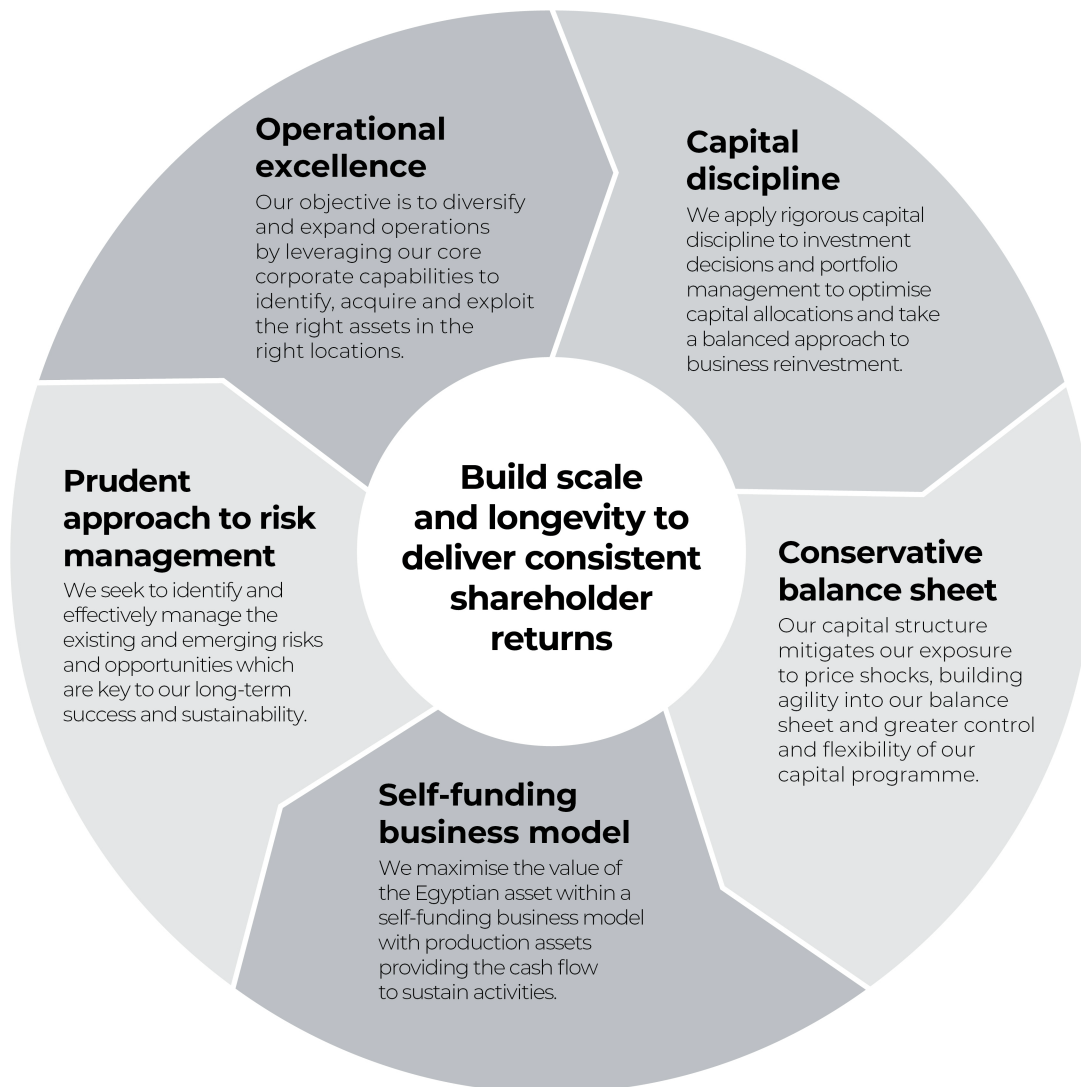 Operational
excellence
Our objective is to diversify
and expand operations
by leveraging our core
corporate capabilities to
identify, acquire and exploit
the right assets in the
right locations.
Capital
discipline
We apply rigorous capital
discipline to investment
decisions and portfolio
management to optimise
capital allocations and take
a balanced approach to
business reinvestment.
Conservative
balance sheet
Our capital structure
mitigates our exposure
to price shocks, building
agility into our balance
sheet and greater control
and flexibility of our
capital programme.
Self-funding
business model
We maximise the value of
the Egyptian asset within a
self-funding business model
with production assets
providing the cash flow
to sustain activities.
Prudent
approach to risk
management
We seek to identify and
effectively manage the
existing and emerging risks
and opportunities which
are key to our long-term
success and sustainability.
Build scale
and longevity to
deliver consistent
shareholder
returns